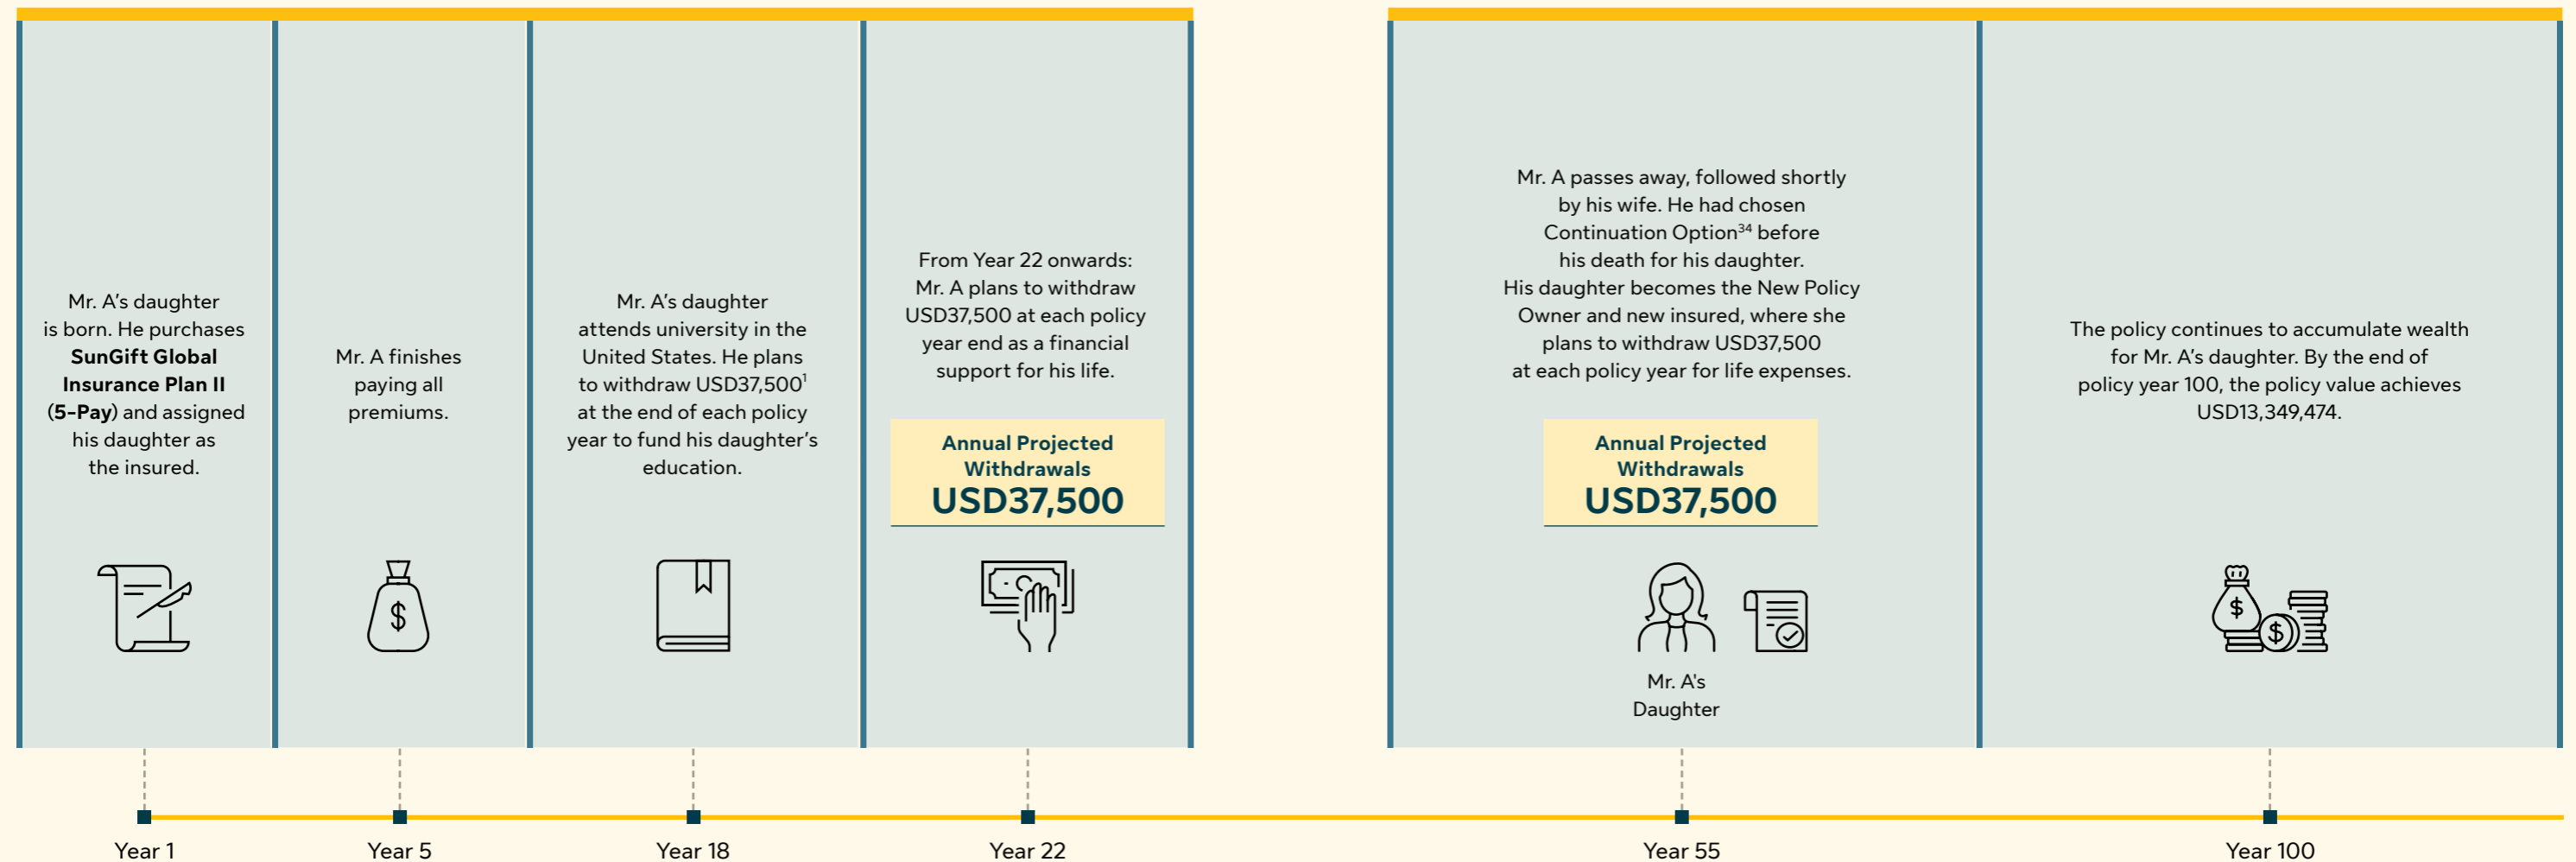 Mr. A's daughter
is born. He purchases
SunGift Global
Insurance Plan II
(5-Pay) and assigned
his daughter as
the insured.
Mr. A finishes
paying all
premiums.
Mr. A's daughter
attends university in the
United States. He plans
to withdraw USD37,500¹
at the end of each policy
year to fund his daughter's
education.
From Year 22 onwards:
Mr. A plans to withdraw
USD37,500 at each policy
year end as a financial
support for his life.
Annual Projected
Withdrawals
USD37,500
Mr. A passes away, followed shortly
by his wife. He had chosen
Continuation Option³⁴ before
his death for his daughter.
His daughter becomes the New Policy
Owner and new insured, where she
plans to withdraw USD37,500
at each policy year for life expenses.
Annual Projected
Withdrawals
USD37,500
Mr. A's
Daughter
The policy continues to accumulate wealth
for Mr. A's daughter. By the end of
policy year 100, the policy value achieves
USD13,349,474.
$
$
$
Year 1
Year 5
Year 18
Year 22
Year 55
Year 100